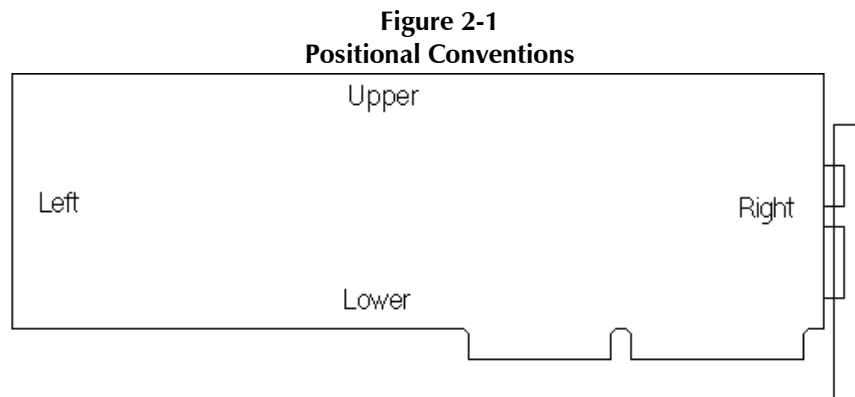 Figure 2-1
Positional Conventions
Upper
Left
Right
Lower